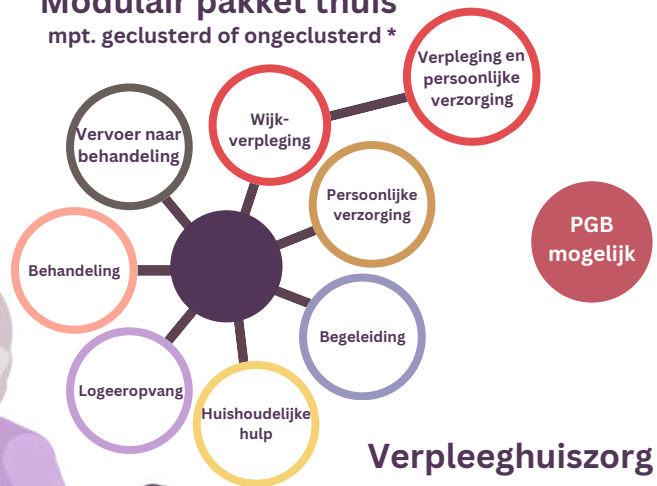 Modulair pakket thuis
mpt. geclusterd of ongeclusterd *
Verpleging en
persoonlijke
verzorging
Wijk-
verpleging
Vervoer naar
behandeling
Persoonlijke
verzorging
PGB
mogelijk
Behandeling
Begeleiding
Logeeropvang
Huishoudelijke
hulp
Verpleeghuiszorg